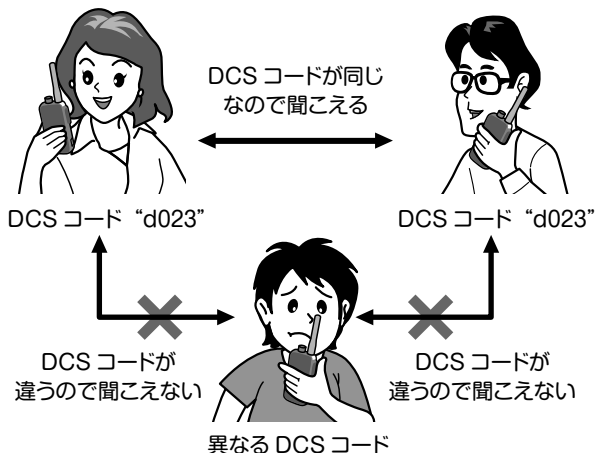 DCS コードが同じ
なので聞こえる
DCS コード “d023”
DCS コード “d023”
DCS コードが
違うので聞こえない
DCS コードが
違うので聞こえない
異なる DCS コード